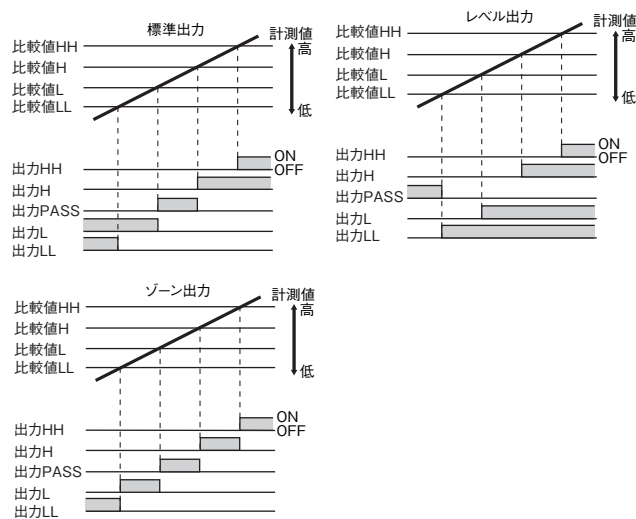 標準出力
計測値
高
比較値HH
比較値H
比較値L
比較値LL
低
ON
OFF
出力HH
出力H
出力PASS
出力L
出力LL
レベル出力
計測値
高
比較値HH
比較値H
比較値L
比較値LL
低
ON
OFF
出力HH
出力H
出力PASS
出力L
出力LL
ゾーン出力
計測値
高
比較値HH
比較値H
比較値L
比較値LL
低
ON
OFF
出力HH
出力H
出力PASS
出力L
出力LL